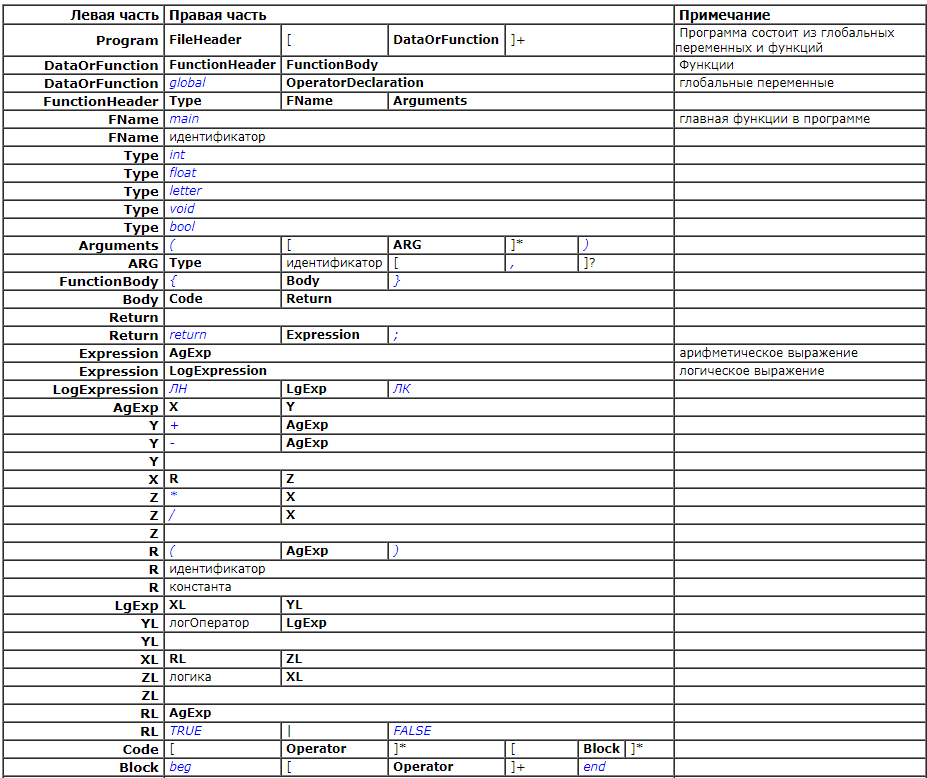 Левая часть Правая часть Примечание
Program FileHeader [ DataOrFunction ]+ Программа состоит из глобальных переменных и функций
DataOrFunction FunctionHeader FunctionBody Функции
DataOrFunction global OperatorDeclaration глобальные переменные
FunctionHeader Type FName Arguments
FName main главная функции в программе
FName идентификатор
Type int
Type float
Type letter
Type void
Type bool
Arguments ( [ ARG ]* )
ARG Type идентификатор [ , ]?
FunctionBody { Body }
Body Code Return
Return
Return return Expression ;
Expression AgExp арифметическое выражение
Expression LogExpression логическое выражение
LogExpression ЛН LgExp ЛК
AgExp X Y
Y + AgExp
Y - AgExp
Y
X R Z
Z * X
Z / X
Z
R ( AgExp )
R идентификатор
R константа
LgExp XL YL
YL логОператор LgExp
YL
XL RL ZL
ZL логика XL
ZL
RL AgExp
RL TRUE | FALSE
Code [ Operator ]* [ Block ]*
Block beg [ Operator ]+ end